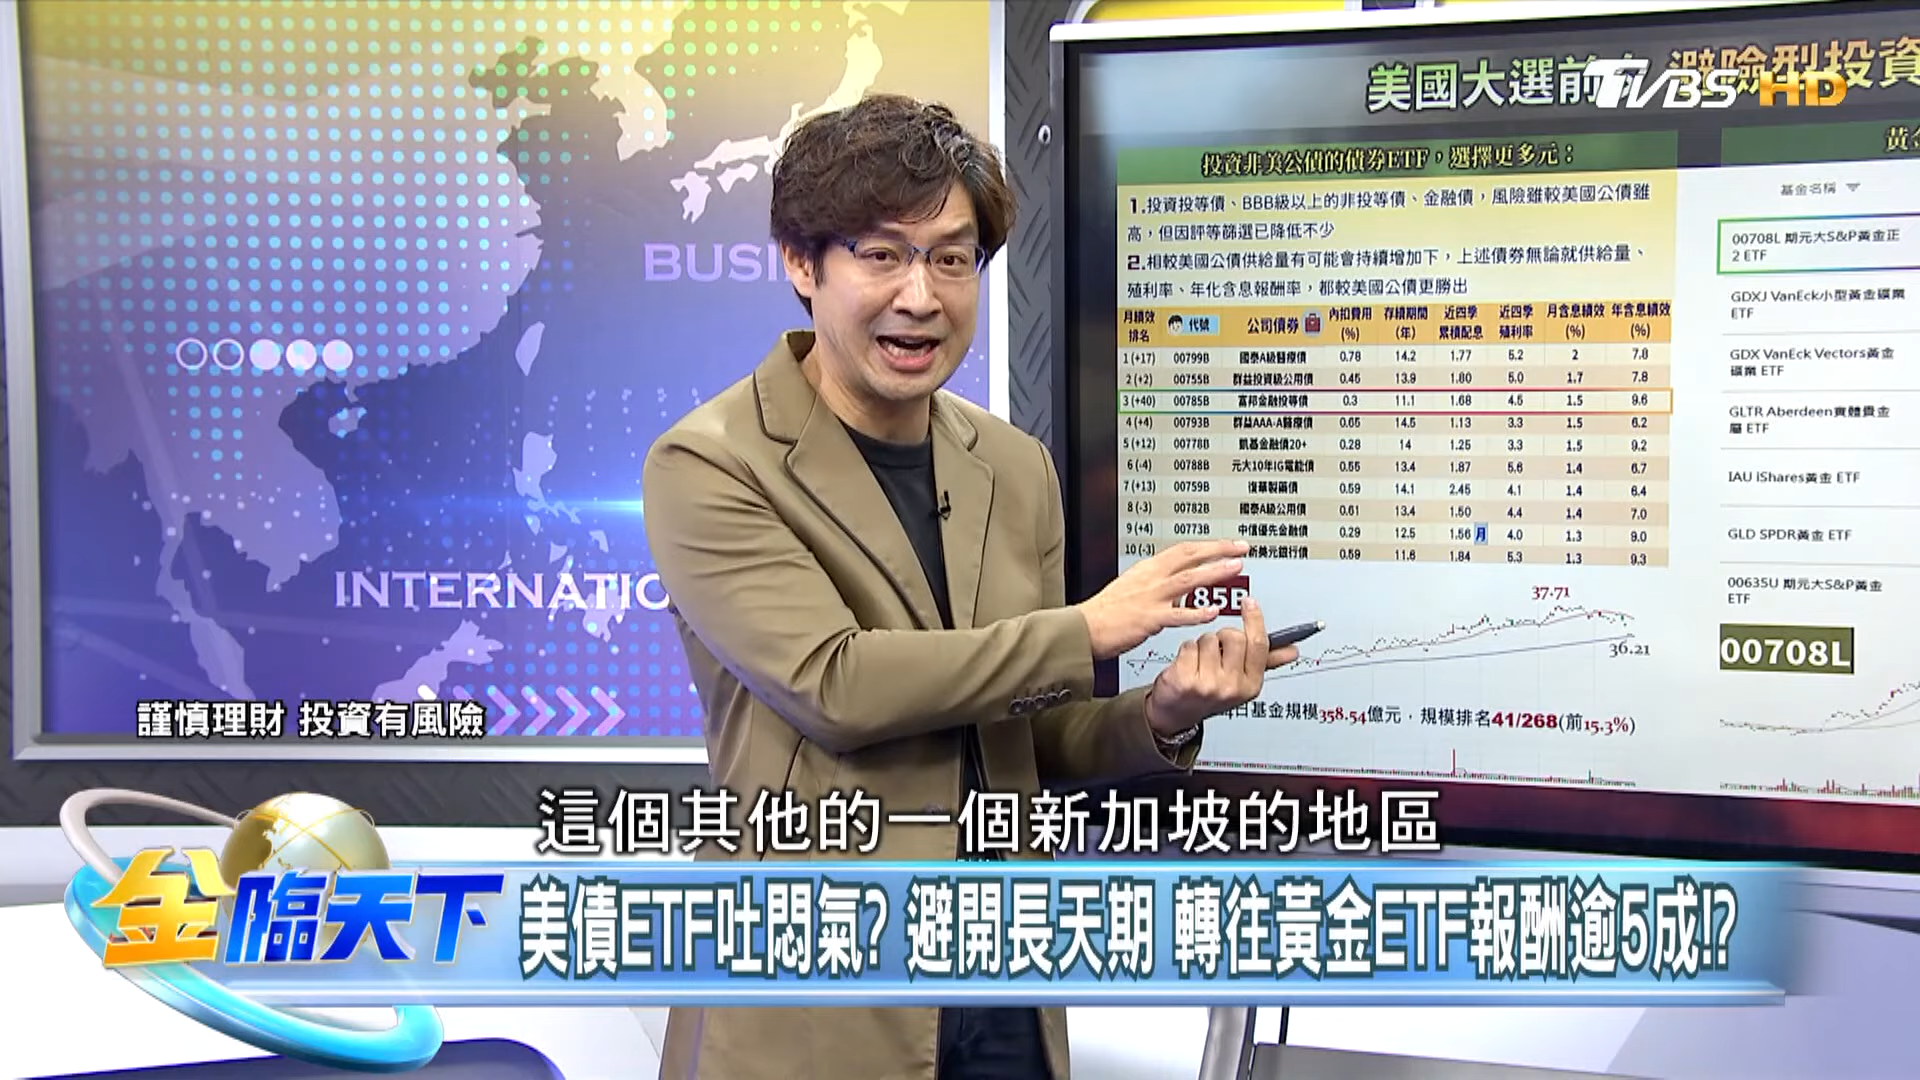 美國大選前
避險型投資
TVBS HD
投資非美公債的債券ETF，選擇更多元：
1.投資投等債、BBB級以上的非投等債、金融債，風險雖較美國公債雖
高，但因評等篩選已降低不少
2.相較美國公債供給量有可能會持續增加下，上述債券無論就供給量、
殖利率、年化含息報酬率，都較美國公債更勝出
月績效排名 代號 公司債券 內扣費用(%) 存續期間(年) 近四季累積配息 近四季殖利率 月含息績效(%) 年含息績效(%)
1 (+17) 00799B 國泰A級醫療債 0.78 14.2 1.77 5.2 2 7.8
2 (+2) 00755B 群益投資級公用債 0.45 13.9 1.80 5.0 1.7 7.8
3 (+40) 00785B 富邦金融投等債 0.3 11.1 1.68 4.5 1.5 9.6
4 (+4) 00793B 群益AAA-A醫療債 0.65 14.5 1.13 3.3 1.5 6.2
5 (+12) 00778B 凱基金融債20+ 0.28 14 1.25 3.3 1.5 9.2
6 (-4) 00788B 元大10年IG電能債 0.55 13.4 1.87 5.6 1.4 6.7
7 (+13) 00759B 復華製藥債 0.59 14.1 2.45 4.1 1.4 6.4
8 (-3) 00782B 國泰A級公用債 0.61 13.4 1.50 4.4 1.4 7.0
9 (+4) 00773B 中信優先金融債 0.29 12.5 1.56 月 4.0 1.3 9.0
10 (-3) 新美元銀行債 0.59 11.6 1.84 5.3 1.3 9.3
785B
37.71
36.21
日基金規模358.54億元，規模排名41/268(前15.3%)
黃金
基金名稱
00708L 期元大S&P黃金正
2 ETF
GDXJ VanEck小型黃金礦業
ETF
GDX VanEck Vectors黃金
礦業 ETF
GLTR Aberdeen實體貴金
屬 ETF
IAU iShares黃金 ETF
GLD SPDR黃金 ETF
00635U 期元大S&P黃金
ETF
00708L
BUSI
INTERNATIO
謹慎理財 投資有風險
這個其他的一個新加坡的地區
金臨天下
美債ETF吐悶氣? 避開長天期 轉往黃金ETF報酬逾5成!?